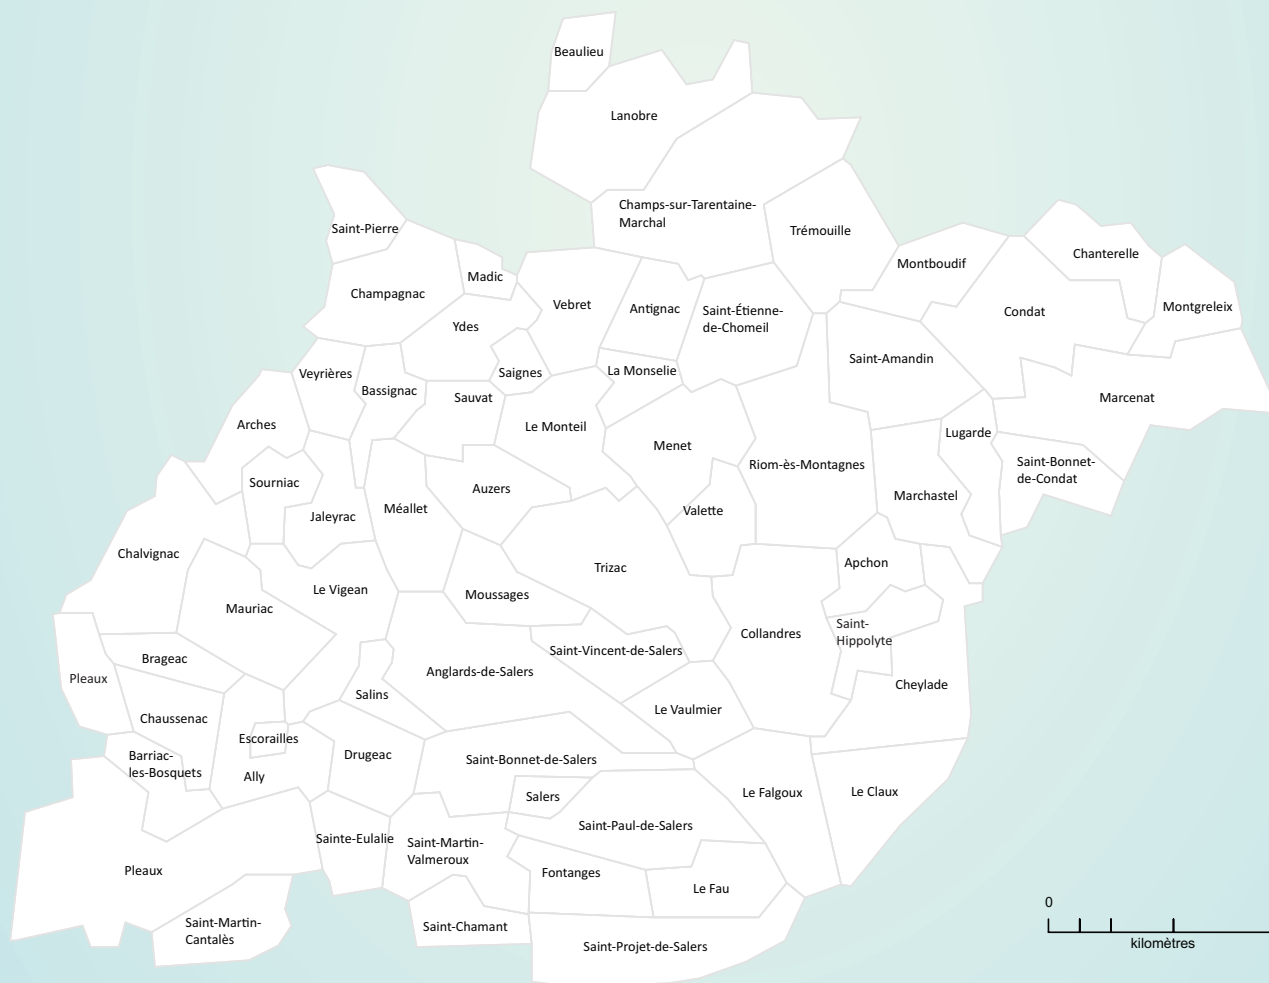 Beaulieu
Lanobre
Champs-sur-Tarentaine-
Marchal
Saint-Pierre
Trémouille
Chanterelle
Montboudif
Madic
Champagnac
Vebret
Antignac
Saint-Étienne-
de-Chomeil
Condat
Montgreleix
Ydes
Saint-Amandin
Veyrières
Saignes
La Monselie
Bassignac
Sauvat
Marcenat
Arches
Le Monteil
Lugarde
Menet
Riom-ès-Montagnes
Saint-Bonnet-
de-Condat
Sourniac
Auzers
Marchastel
Jaleyrac
Méallet
Valette
Chalvignac
Apchon
Trizac
Le Vigean
Moussages
Mauriac
Saint-
Hippolyte
Collandres
Saint-Vincent-de-Salers
Brageac
Anglards-de-Salers
Pleaux
Cheylade
Salins
Le Vaulmier
Chaussenac
Escorailles
Barriac-
les-Bosquets
Drugeac
Saint-Bonnet-de-Salers
Ally
Le Falgoux
Le Claux
Salers
Saint-Paul-de-Salers
Sainte-Eulalie
Saint-Martin-
Valmeroux
Pleaux
Fontanges
Le Fau
0
Saint-Martin-
Cantalès
Saint-Chamant
kilomètres
Saint-Projet-de-Salers